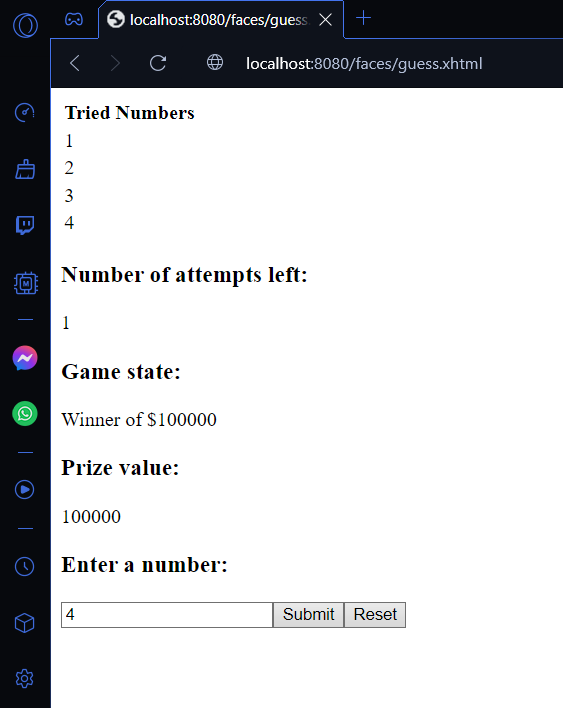 localhost:8080/faces/guess.
localhost:8080/faces/guess.xhtml
Tried Numbers
1
2
3
4
Number of attempts left:
1
Game state:
Winner of $100000
Prize value:
100000
Enter a number:
4 Submit Reset